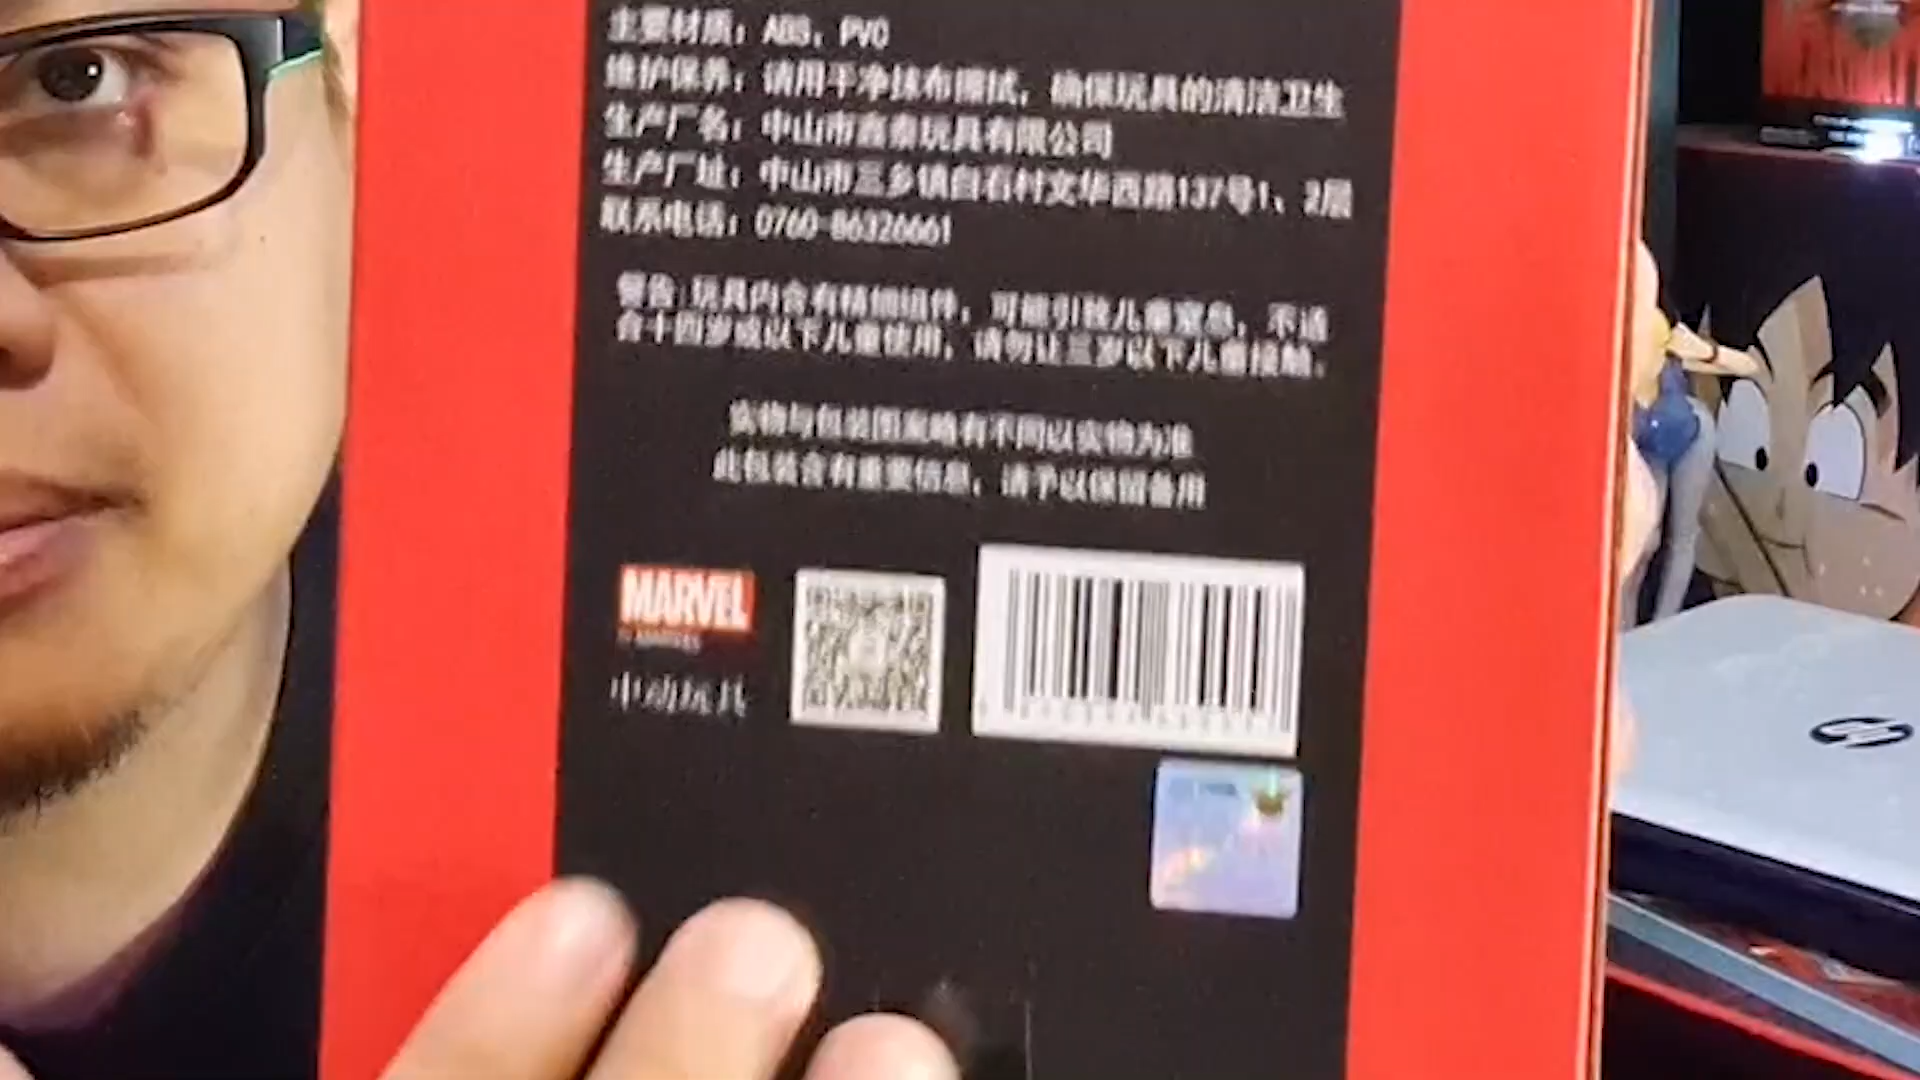 主要材质：ABS、PVC
维护保养：请用干净抹布擦拭，确保玩具的清洁卫生
生产厂名：中山市鑫泰玩具有限公司
生产厂址：中山市三乡镇白石村文华西路137号1、2层
联系电话：0760-86326661
警告：玩具内含有精细组件，可能引致儿童窒息，不适
合十四岁或以下儿童使用，请勿让三岁以下儿童接触。
实物与包装图案略有不同以实物为准
此包装含有重要信息，请予以保留备用
MARVEL
© MARVEL
中动玩具